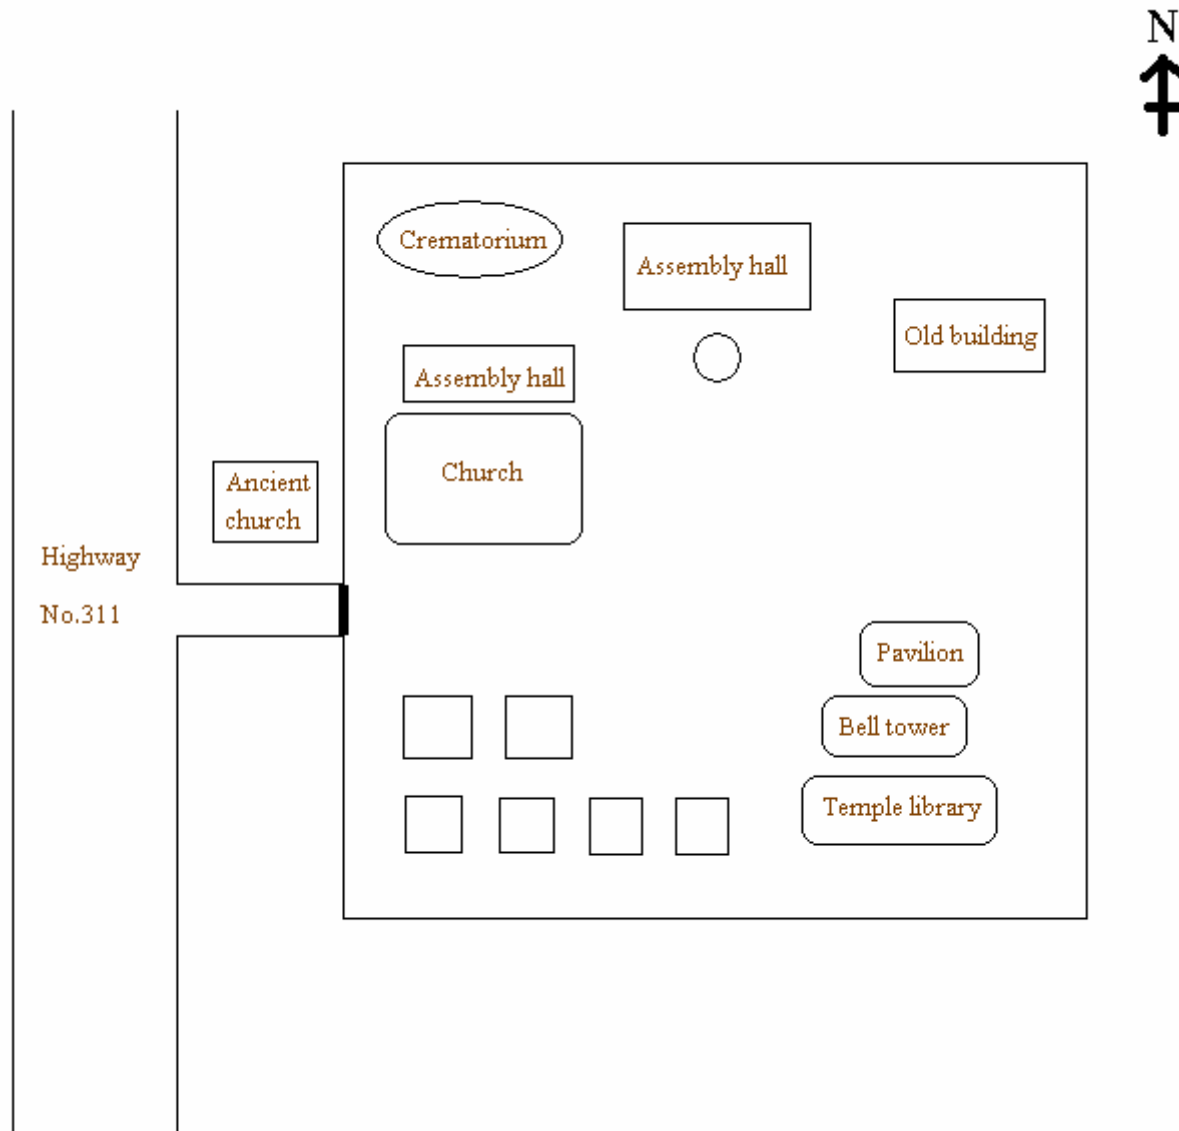 N
Crematorium
Assembly hall
Old building
Assembly hall
Church
Ancient
church
Highway
No.311
Pavilion
Bell tower
Temple library